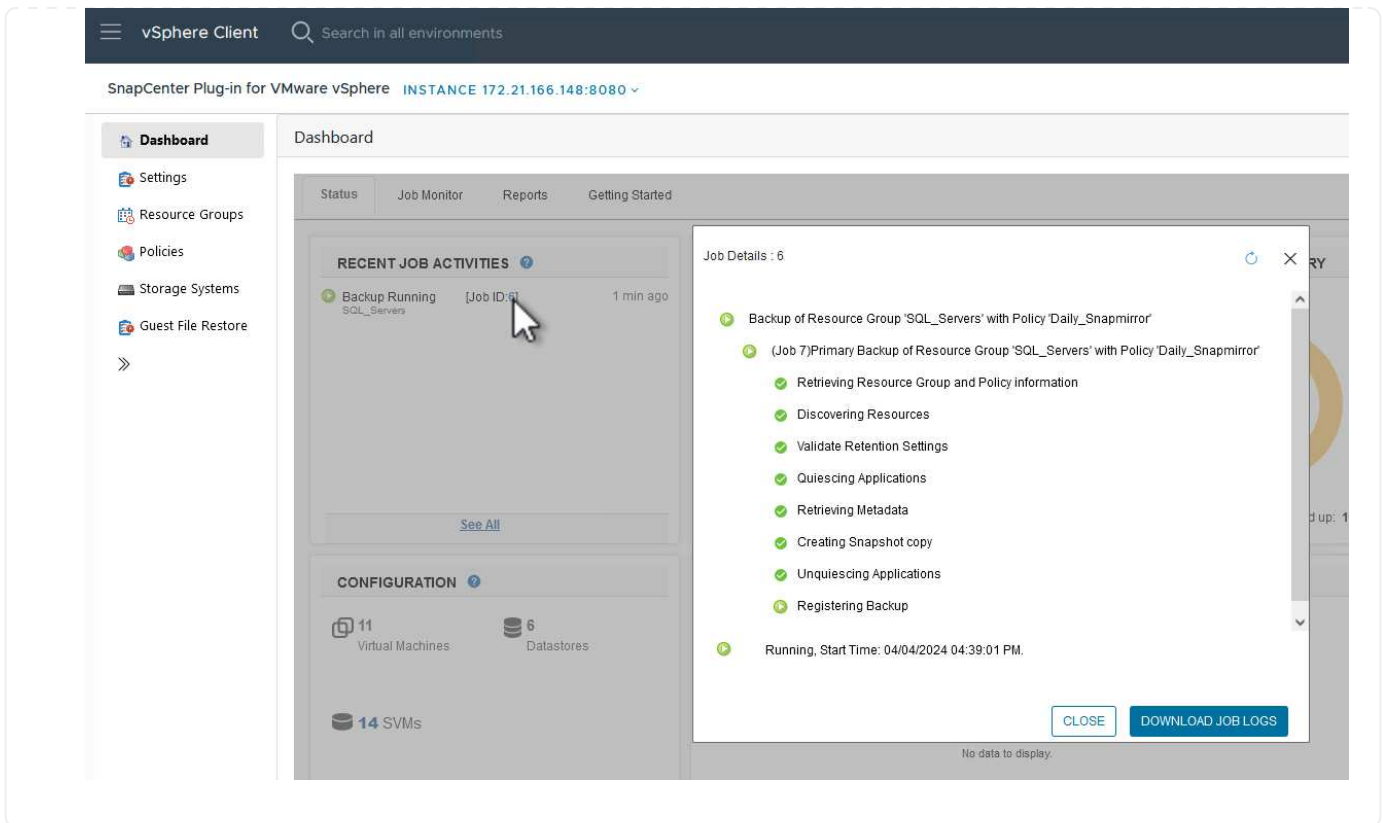 vSphere Client
Search in all environments
SnapCenter Plug-in for VMware vSphere INSTANCE 172.21.166.148:8080
Dashboard
Settings
Resource Groups
Policies
Storage Systems
Guest File Restore
Dashboard
Status Job Monitor Reports Getting Started
RECENT JOB ACTIVITIES
Backup Running [Job ID:6] 1 min ago
SQL_Servers
See All
CONFIGURATION
11
Virtual Machines
6
Datastores
14 SVMs
Job Details : 6
Backup of Resource Group 'SQL_Servers' with Policy 'Daily_Snapmirror'
(Job 7)Primary Backup of Resource Group 'SQL_Servers' with Policy 'Daily_Snapmirror'
Retrieving Resource Group and Policy information
Discovering Resources
Validate Retention Settings
Quiescing Applications
Retrieving Metadata
Creating Snapshot copy
Unquiescing Applications
Registering Backup
Running, Start Time: 04/04/2024 04:39:01 PM.
CLOSE DOWNLOAD JOB LOGS
RY
d up: 1
No data to display.